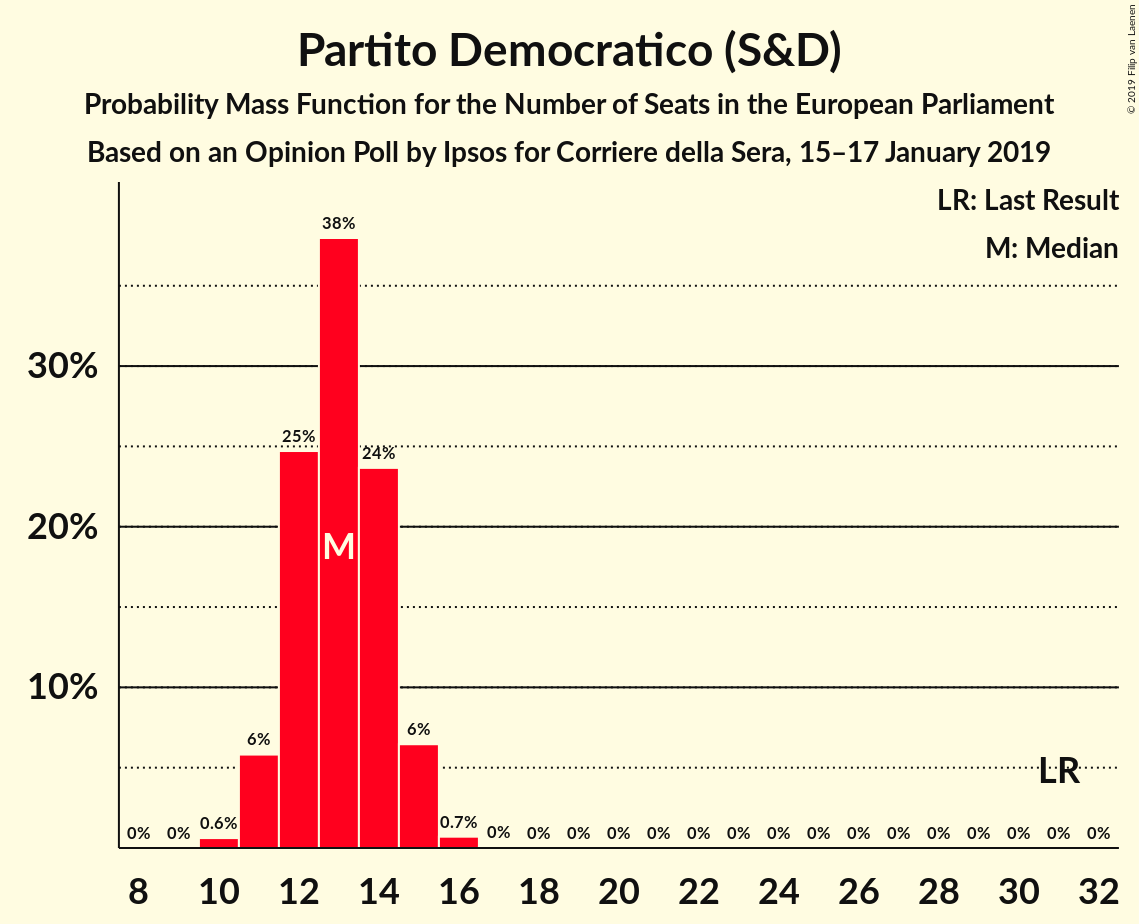 Partito Democratico (S&D)
Probability Mass Function for the Number of Seats in the European Parliament
Based on an Opinion Poll by Ipsos for Corriere della Sera, 15–17 January 2019
© 2019 Filip van Laenen
LR: Last Result
M: Median
38%
30%
25%
24%
20%
M
10%
6%
6%
LR
0% 0% 0.6% 0.7% 0% 0% 0% 0% 0% 0% 0% 0% 0% 0% 0% 0% 0% 0% 0%
8 10 12 14 16 18 20 22 24 26 28 30 32